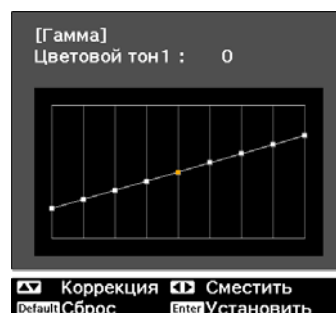 [Гамма]
Цветовой тон1 : 0
Коррекция Сместить
Default Сброс Enter Установить